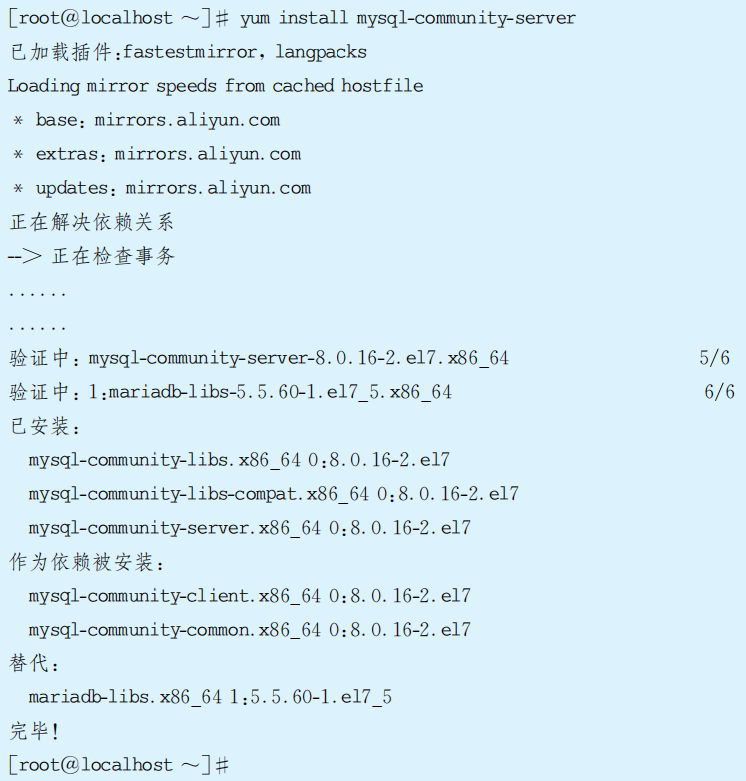 [root@localhost ~]# yum install mysql-community-server
已加载插件:fastestmirror, langpacks
Loading mirror speeds from cached hostfile
* base: mirrors.aliyun.com
* extras: mirrors.aliyun.com
* updates: mirrors.aliyun.com
正在解决依赖关系
--> 正在检查事务
......
......
验证中: mysql-community-server-8.0.16-2.el7.x86_64 5/6
验证中: 1:mariadb-libs-5.5.60-1.el7_5.x86_64 6/6
已安装:
mysql-community-libs.x86_64 0:8.0.16-2.el7
mysql-community-libs-compat.x86_64 0:8.0.16-2.el7
mysql-community-server.x86_64 0:8.0.16-2.el7
作为依赖被安装:
mysql-community-client.x86_64 0:8.0.16-2.el7
mysql-community-common.x86_64 0:8.0.16-2.el7
替代:
mariadb-libs.x86_64 1:5.5.60-1.el7_5
完毕!
[root@localhost ~]#